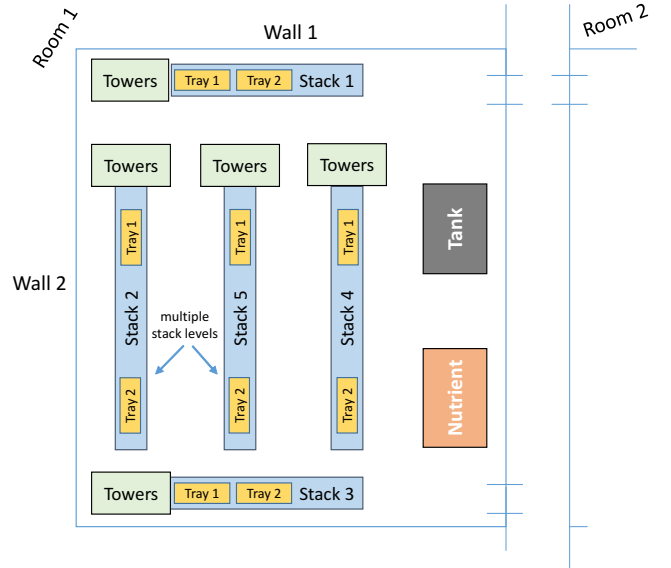 Room 1
Wall 1
Room 2
Towers
Tray 1
Tray 2
Stack 1
Towers
Towers
Towers
Tray 1
Tray 1
Tray 1
Tank
Wall 2
Stack 2
multiple
stack levels
Stack 5
Stack 4
Tray 2
Tray 2
Tray 2
Nutrient
Towers
Tray 1
Tray 2
Stack 3